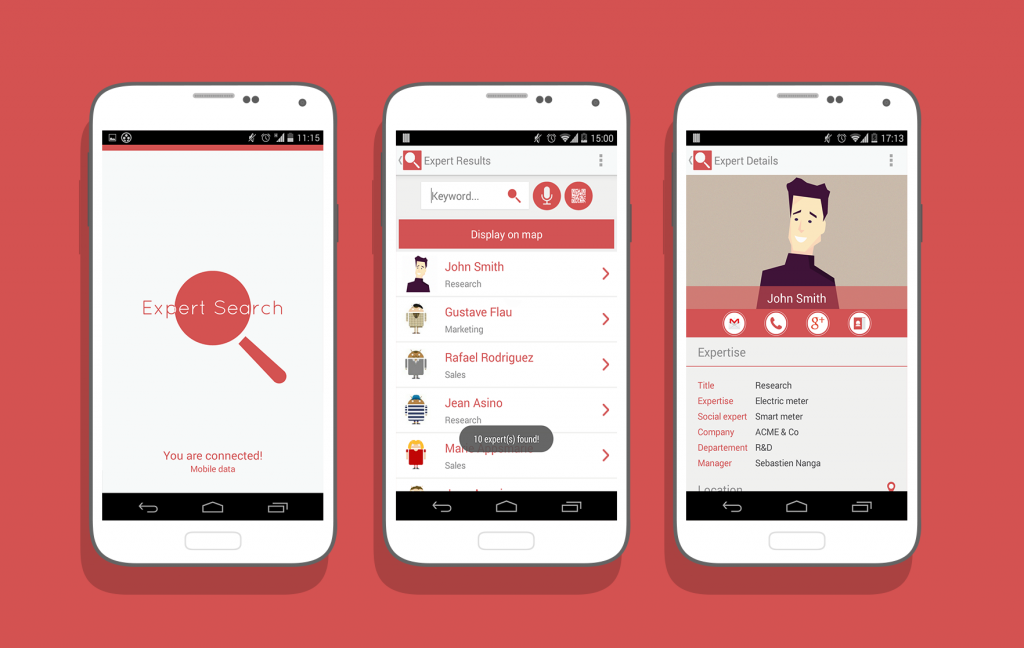 11:15
Expert Search
You are connected!
Mobile data
15:00
Expert Results
Keyword...
Display on map
John Smith
Research
Gustave Flau
Marketing
Rafael Rodriguez
Sales
Jean Asino
Research
10 expert(s) found!
Sales
17:13
Expert Details
John Smith
g+
Expertise
Title Research
Expertise Electric meter
Social expert Smart meter
Company ACME & Co
Departement R&D
Manager Sebastien Nanga
Location